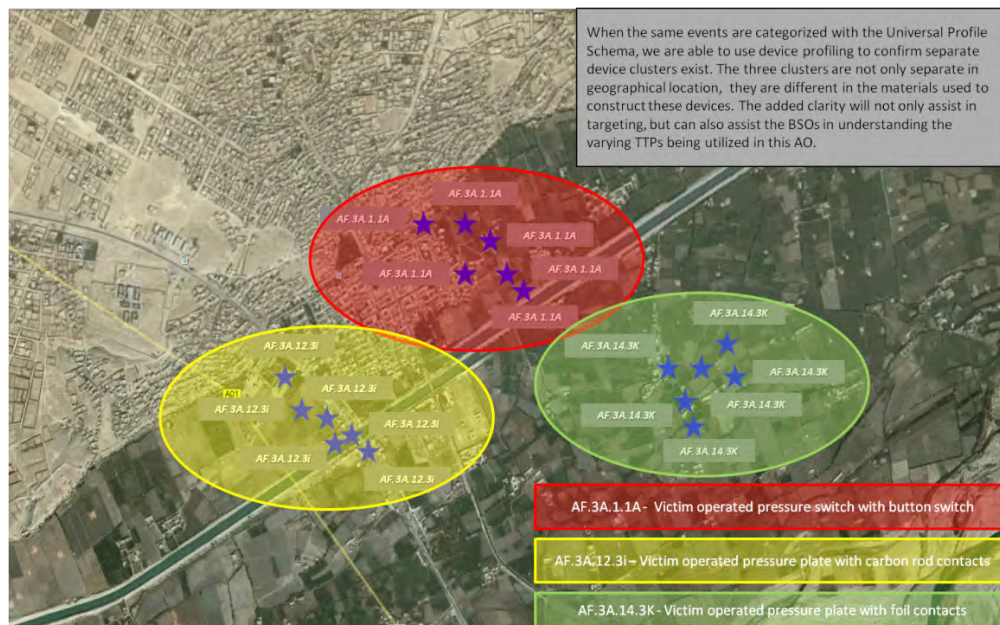 When the same events are categorized with the Universal Profile
Schema, we are able to use device profiling to confirm separate
device clusters exist. The three clusters are not only separate in
geographical location, they are different in the materials used to
construct these devices. The added clarity will not only assist in
targeting, but can also assist the BSOs in understanding the
varying TTPs being utilized in this AO.
AF.3A.1.1A
AF.3A.1.1A
AF.3A.1.1A
AF.3A.1.1A
AF.3A.1.1A
AF.3A.1.1A
AF.3A.14.3K
AF.3A.14.3K
AF.3A.14.3K
AF.3A.14.3K
AF.3A.14.3K
AF.3A.14.3K
AF.3A.12.3i
AF.3A.12.3i
A01
AF.3A.12.3i
AF.3A.12.3i
AF.3A.12.3i
AF.3A.12.3i
AF.3A.1.1A - Victim operated pressure switch with button switch
AF.3A.12.3i – Victim operated pressure plate with carbon rod contacts
AF.3A.14.3K - Victim operated pressure plate with foil contacts